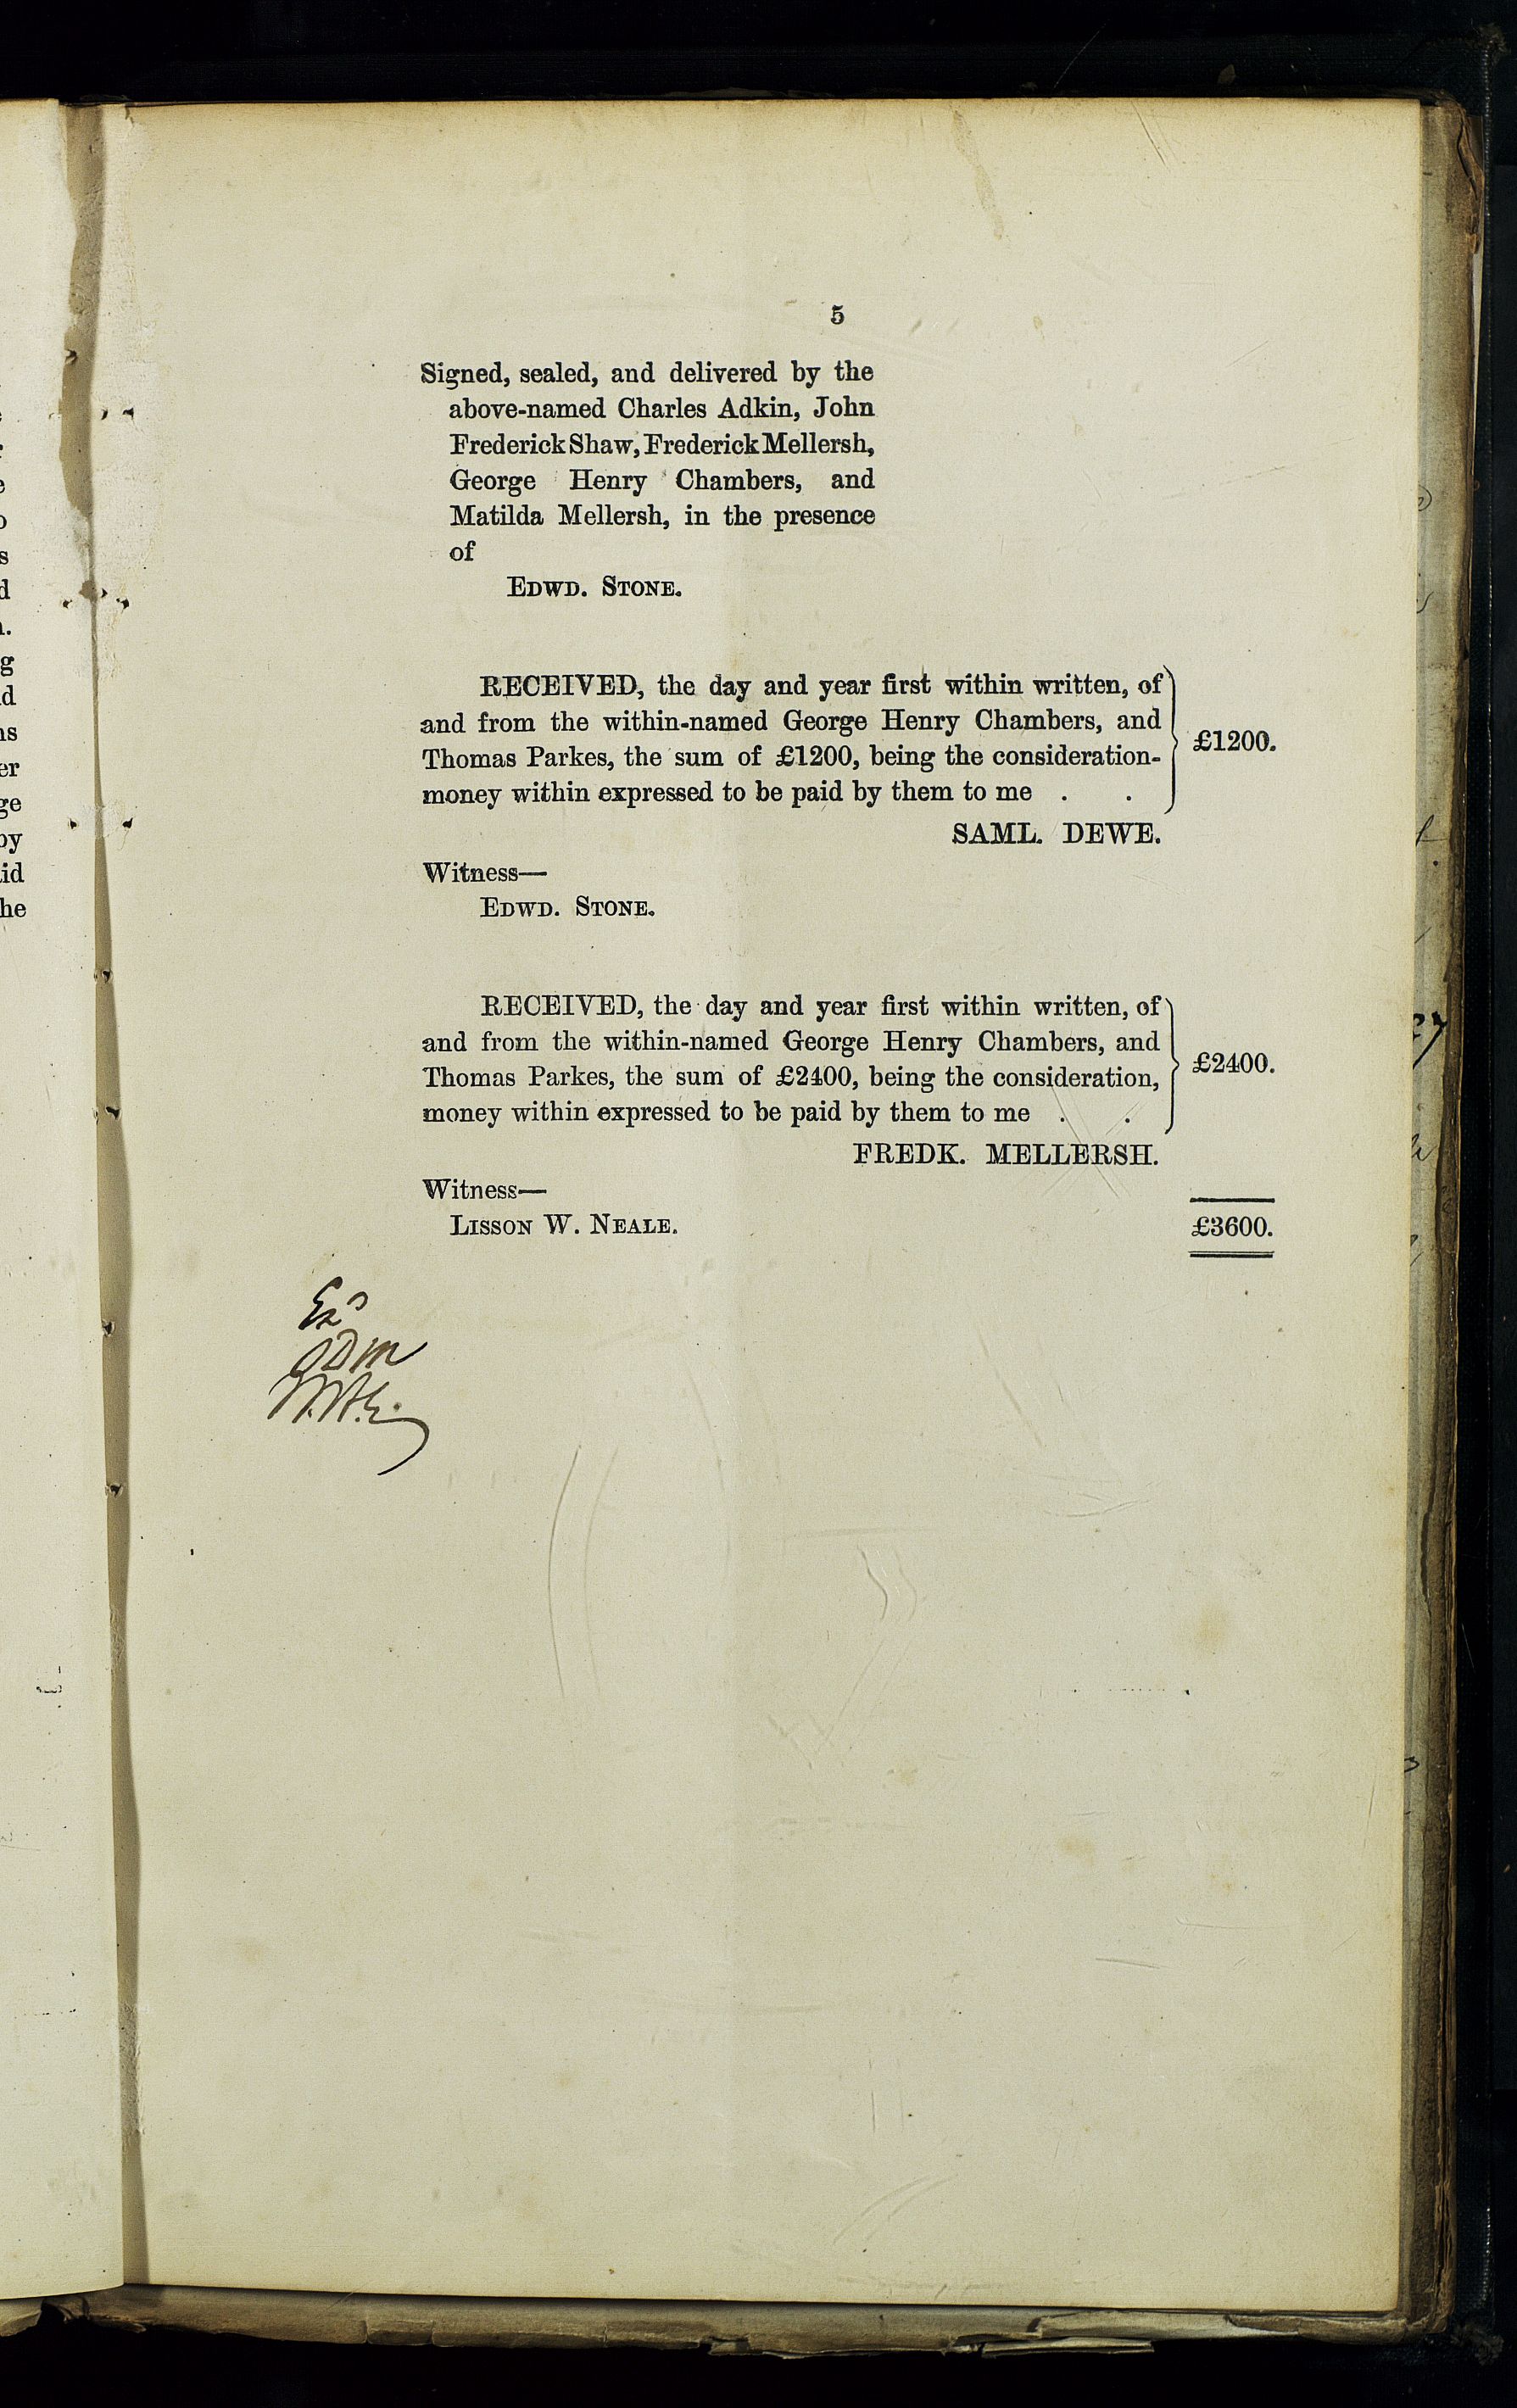 5
Signed, sealed, and delivered by the
above-named Charles Adkin, John
Frederick Shaw, Frederick Mellersh,
George Henry Chambers, and
Matilda Mellersh, in the presence
of
EDWD. STONE.
RECEIVED, the day and year first within written, of
and from the within-named George Henry Chambers, and
Thomas Parkes, the sum of £1200, being the consideration-
money within expressed to be paid by them to me . .
£1200.
SAML. DEWE.
Witness—
EDWD. STONE.
RECEIVED, the day and year first within written, of
and from the within-named George Henry Chambers, and
Thomas Parkes, the sum of £2400, being the consideration,
money within expressed to be paid by them to me . .
£2400.
FREDK. MELLERSH.
Witness—
LISSON W. NEALE.
£3600.